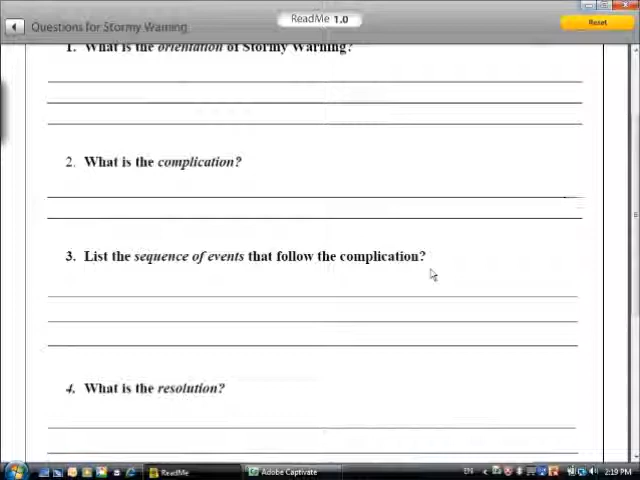 ReadMe 1.0
Questions for Stormy Warning
Reset
1. What is the orientation of Stormy Warning?
2. What is the complication?
3. List the sequence of events that follow the complication?
4. What is the resolution?
ReadMe
Adobe Captivate
EN
2:19 PM